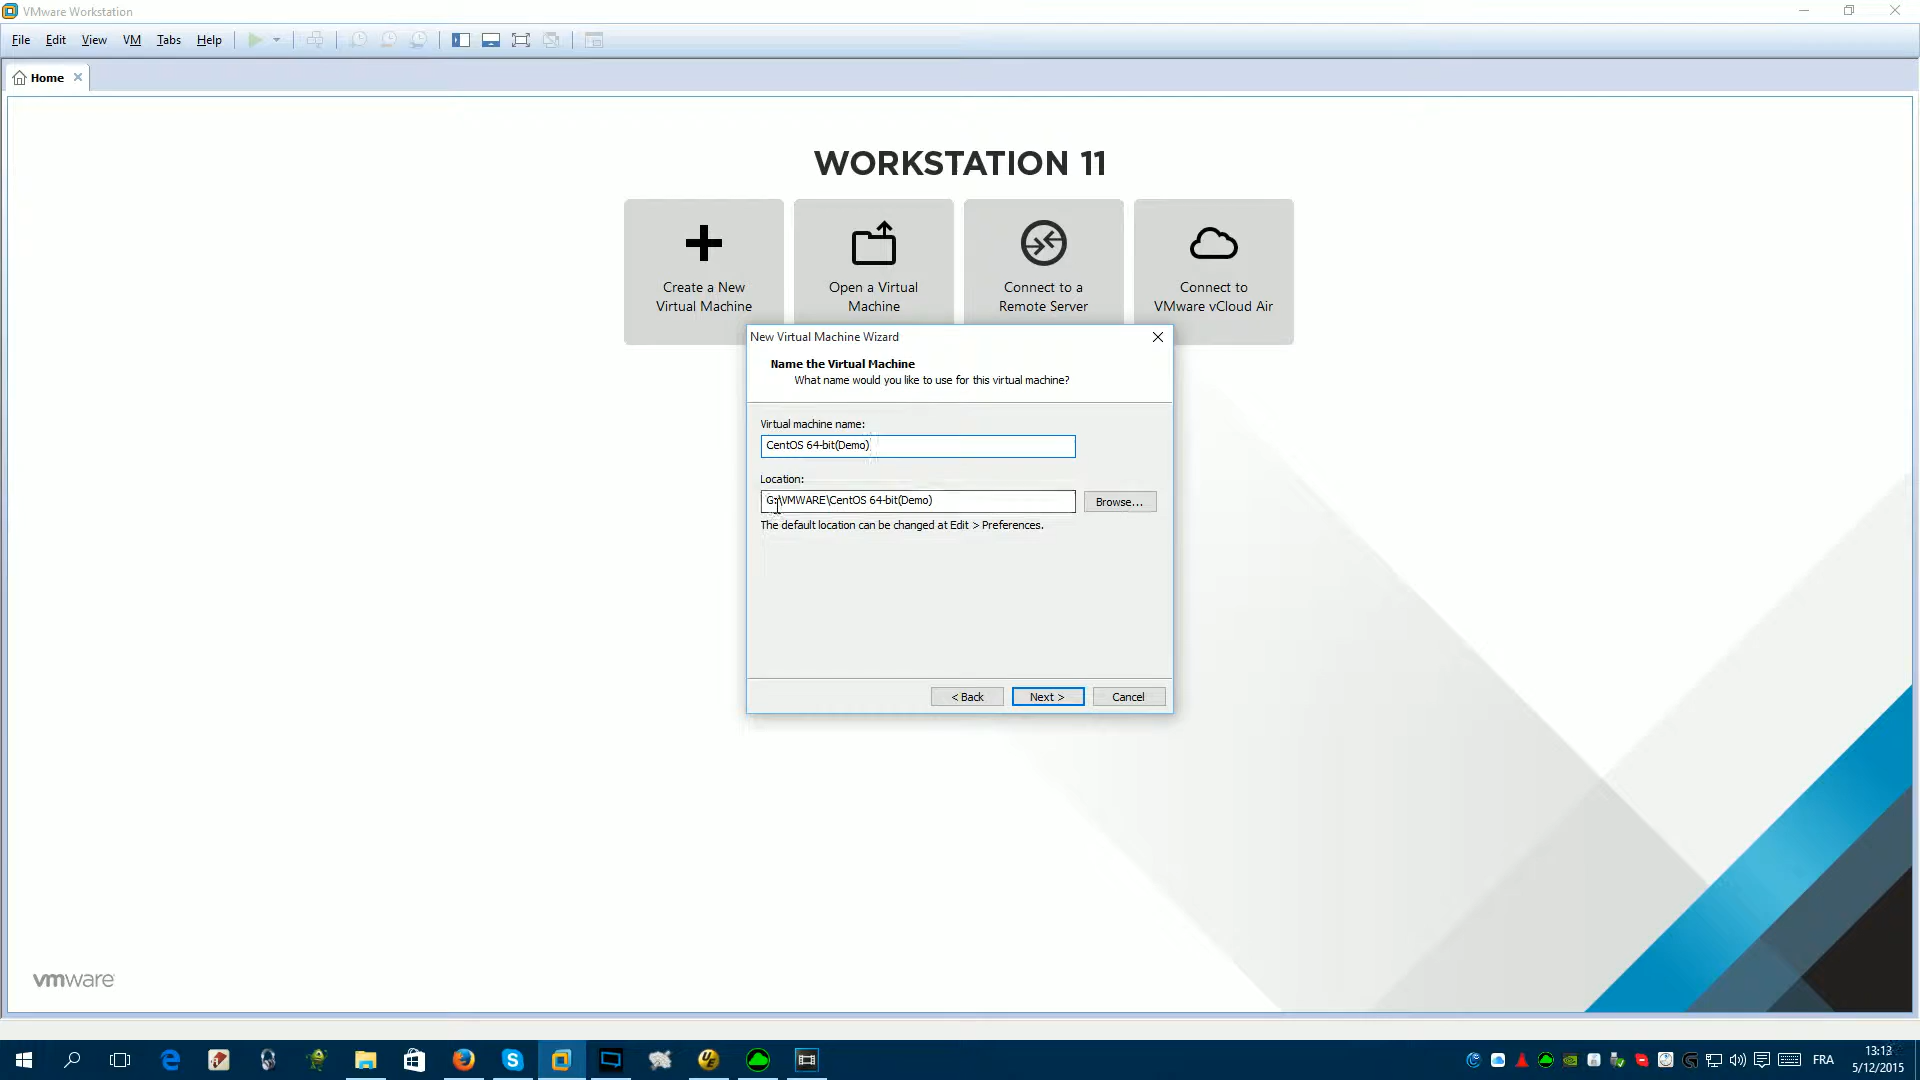 VMware Workstation
File Edit View VM Tabs Help
Home
WORKSTATION 11
Create a New
Virtual Machine
Open a Virtual
Machine
Connect to a
Remote Server
Connect to
VMware vCloud Air
New Virtual Machine Wizard
Name the Virtual Machine
What name would you like to use for this virtual machine?
Virtual machine name:
CentOS 64-bit(Demo)
Location:
G:\VMWARE\CentOS 64-bit(Demo)
Browse...
The default location can be changed at Edit > Preferences.
< Back Next > Cancel
vmware
FRA
13:13
5/12/2015